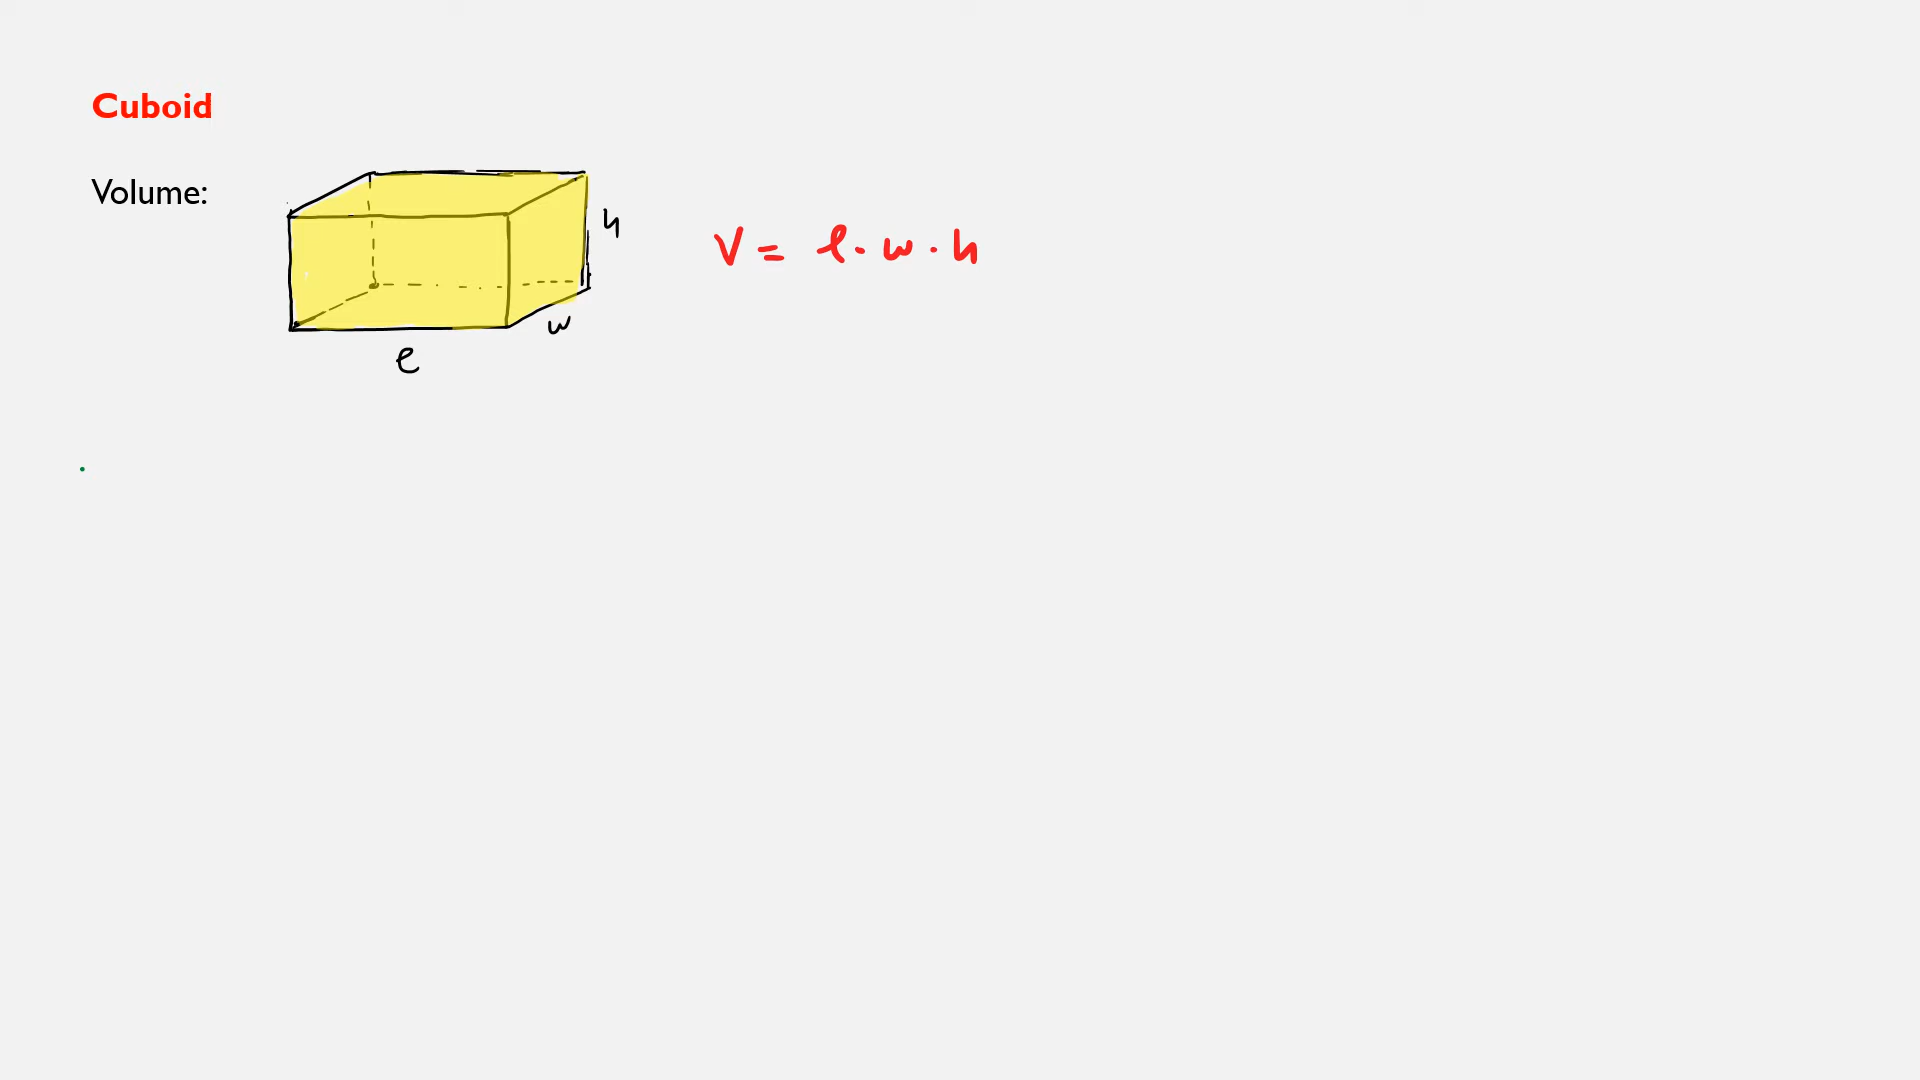 Cuboid
Volume:
h
V = l · w · h
w
l